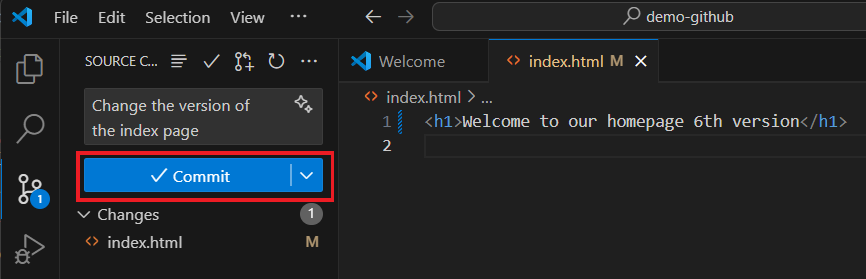 File Edit Selection View ··· demo-github
SOURCE C... ···
Welcome
index.html M
Change the version of
the index page
index.html > ...
1 <h1>Welcome to our homepage 6th version</h1>
2
Commit
1
Changes 1
index.html M